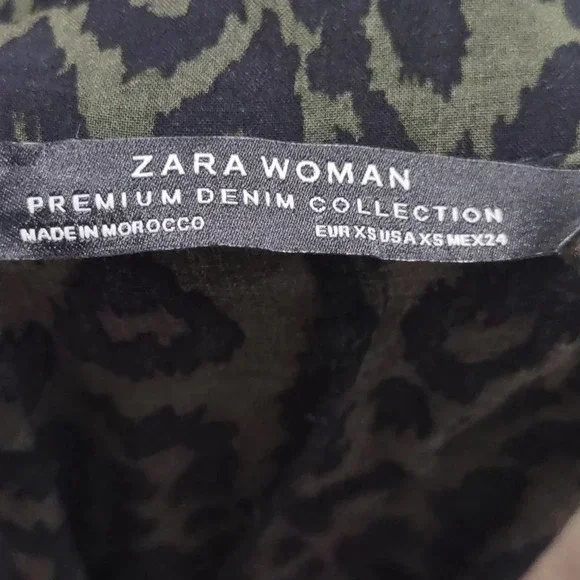 ZARA WOMAN
PREMIUM DENIM COLLECTION
MADE IN MOROCCO EUR XS USA XS MEX 24